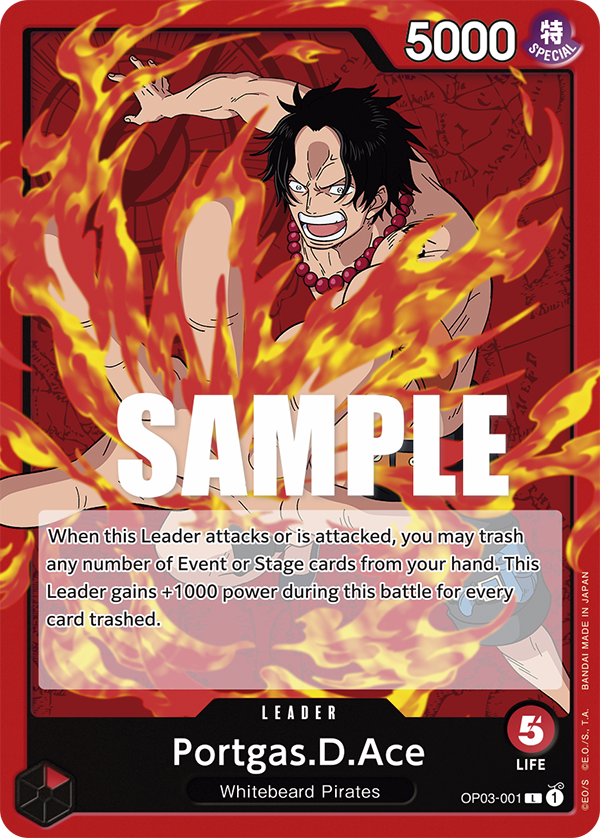 5000
特
SPECIAL
SAMPLE
When this Leader attacks or is attacked, you may trash
any number of Event or Stage cards from your hand. This
Leader gains +1000 power during this battle for every
card trashed.
LEADER
Portgas.D.Ace
Whitebeard Pirates
5
LIFE
OP03-001 L 1
©EO/S ©E.O./S., T.A. BANDAI MADE IN JAPAN